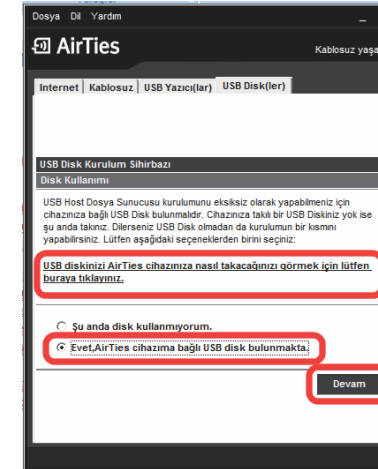 Dosya Dil Yardım
AirTies
Kablosuz yaşa
Internet Kablosuz USB Yazıcı(lar) USB Disk(ler)
USB Disk Kurulum Sihirbazı
Disk Kullanımı
USB Host Dosya Sunucusu kurulumunu eksiksiz olarak yapabilmeniz için
cihazınıza bağlı USB Disk bulunmalıdır. Cihazınıza takılı bir USB Diskiniz yok ise
şu anda takınız. Dilerseniz USB Disk olmadan da kurulumun bir kısmını
yapabilirsiniz. Lütfen aşağıdaki seçeneklerden birini seçiniz:
USB diskinizi AirTies cihazınıza nasıl takacağınızı görmek için lütfen
buraya tıklayınız.
Şu anda disk kullanmıyorum.
Evet,AirTies cihazıma bağlı USB disk bulunmakta.
Devam